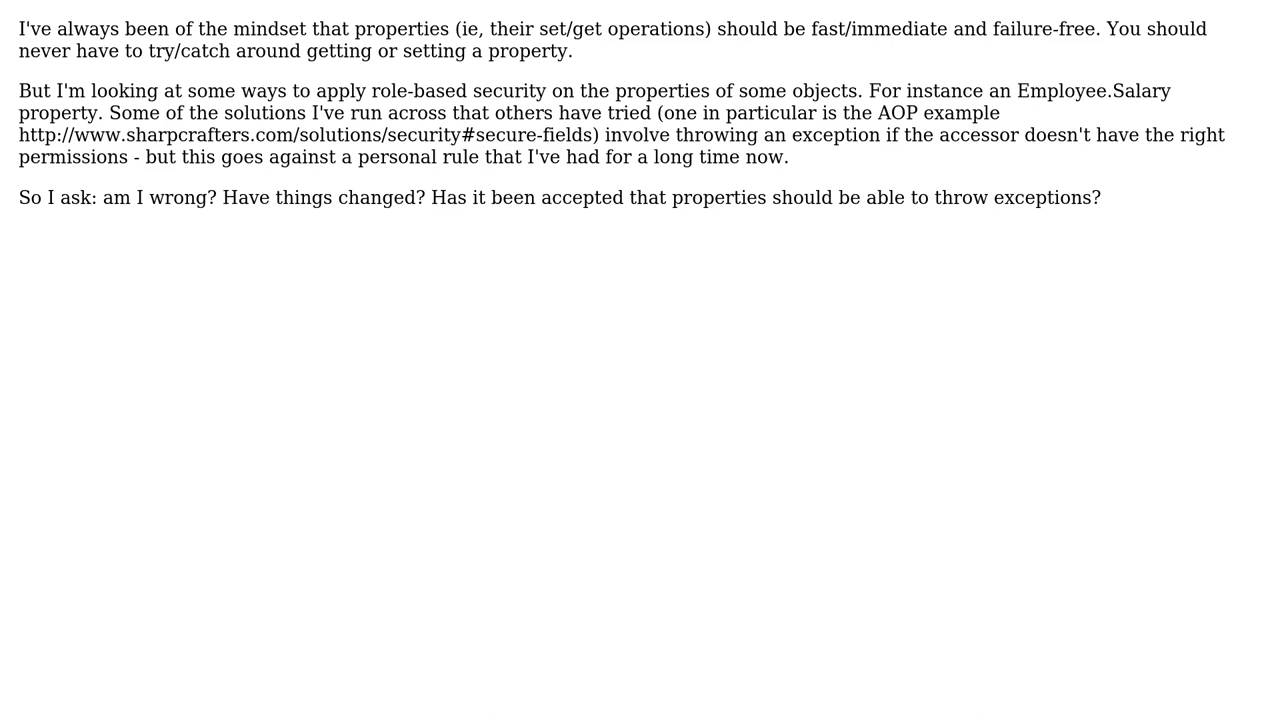 I've always been of the mindset that properties (ie, their set/get operations) should be fast/immediate and failure-free. You should
never have to try/catch around getting or setting a property.
But I'm looking at some ways to apply role-based security on the properties of some objects. For instance an Employee.Salary
property. Some of the solutions I've run across that others have tried (one in particular is the AOP example
http://www.sharpcrafters.com/solutions/security#secure-fields) involve throwing an exception if the accessor doesn't have the right
permissions - but this goes against a personal rule that I've had for a long time now.
So I ask: am I wrong? Have things changed? Has it been accepted that properties should be able to throw exceptions?